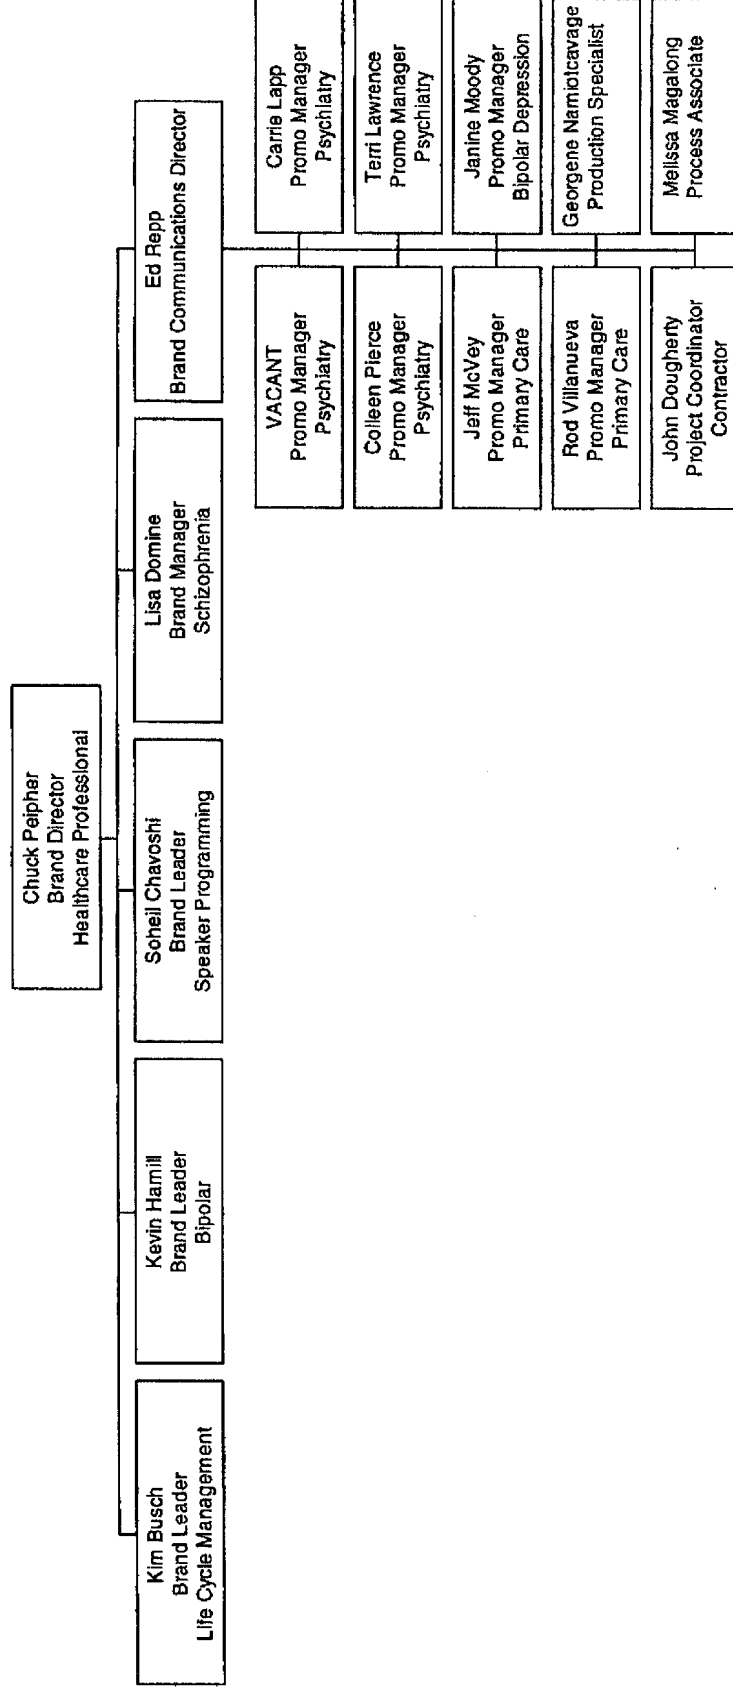 Chuck Peipher
Brand Director
Healthcare Professional
Kim Busch
Brand Leader
Life Cycle Management
Kevin Hamill
Brand Leader
Bipolar
Soheil Chavoshi
Brand Leader
Speaker Programming
Lisa Domine
Brand Manager
Schizophrenia
Ed Repp
Brand Communications Director
VACANT
Promo Manager
Psychiatry
Carrie Lapp
Promo Manager
Psychiatry
Colleen Pierce
Promo Manager
Psychiatry
Terri Lawrence
Promo Manager
Psychiatry
Jeff McVey
Promo Manager
Primary Care
Janine Moody
Promo Manager
Bipolar Depression
Rod Villanueva
Promo Manager
Primary Care
Georgene Namiotcavage
Production Specialist
John Dougherty
Project Coordinator
Contractor
Melissa Magalong
Process Associate